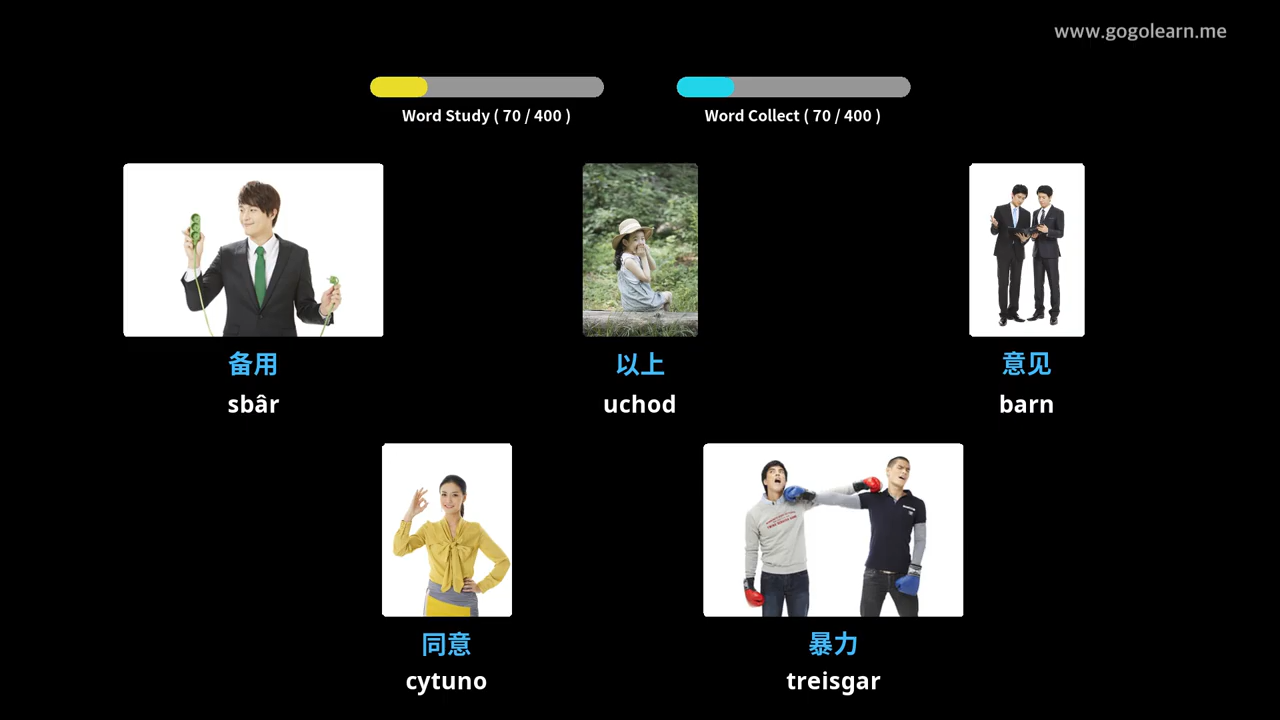 www.gogolearn.me
Word Study ( 70 / 400 )
Word Collect ( 70 / 400 )
备用
sbâr
以上
uchod
意见
barn
同意
cytuno
暴力
treisgar